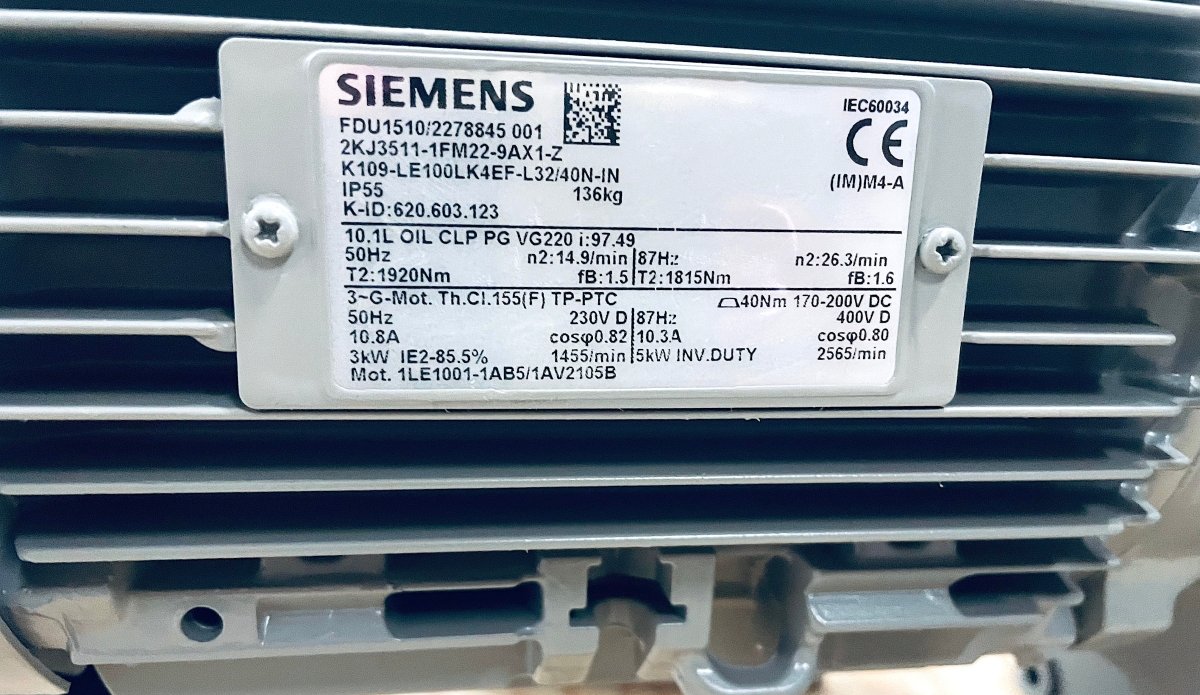 SIEMENS
IEC60034
FDU1510/2278845 001
CE
2KJ3511-1FM22-9AX1-Z
K109-LE100LK4EF-L32/40N-IN
(IM)M4-A
IP55 136kg
K-ID:620.603.123
10.1L OIL CLP PG VG220 i:97.49
50Hz n2:14.9/min 87Hz n2:26.3/min
T2:1920Nm fB:1.5 T2:1815Nm fB:1.6
3~G-Mot. Th.Cl.155(F) TP-PTC 40Nm 170-200V DC
50Hz 230V D 87Hz 400V D
10.8A cosφ0.82 10.3A cosφ0.80
3kW IE2-85.5% 1455/min 5kW INV.DUTY 2565/min
Mot. 1LE1001-1AB5/1AV2105B